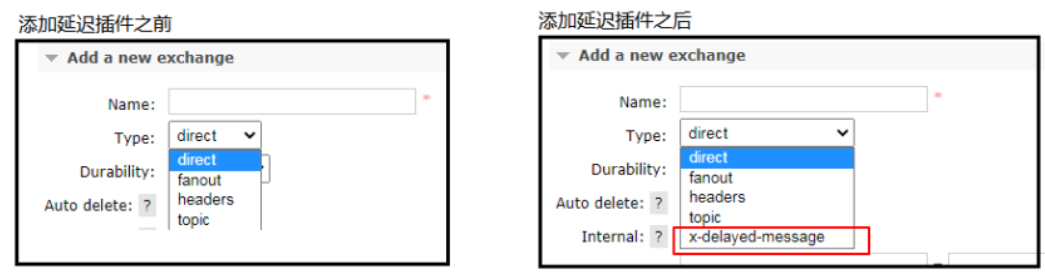 添加延迟插件之前
Add a new exchange
Name:
*
Type:
direct
direct
Durability:
fanout
Auto delete: ?
headers
topic
添加延迟插件之后
Add a new exchange
Name:
*
Type:
direct
direct
Durability:
fanout
Auto delete: ?
headers
topic
Internal: ?
x-delayed-message